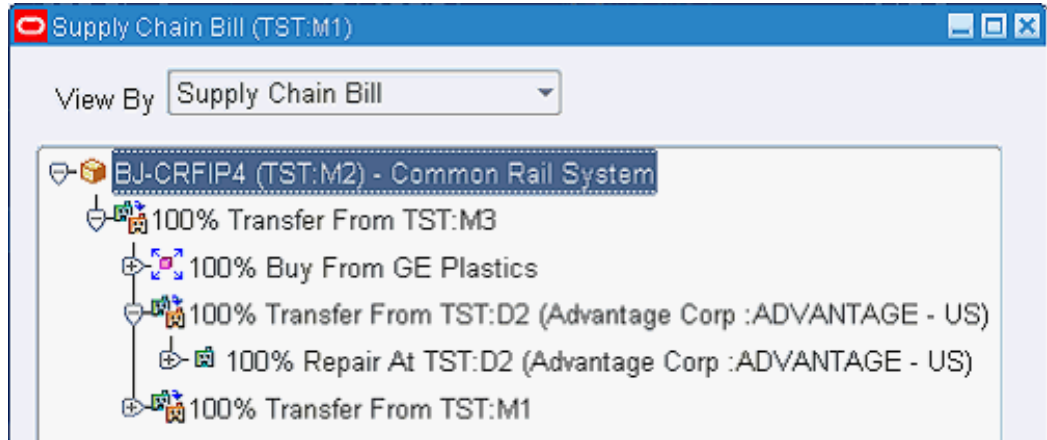 Supply Chain Bill (TST:M1)
View By Supply Chain Bill
BJ-CRFIP4 (TST:M2) - Common Rail System
100% Transfer From TST:M3
100% Buy From GE Plastics
100% Transfer From TST:D2 (Advantage Corp :ADVANTAGE - US)
100% Repair At TST:D2 (Advantage Corp :ADVANTAGE - US)
100% Transfer From TST:M1